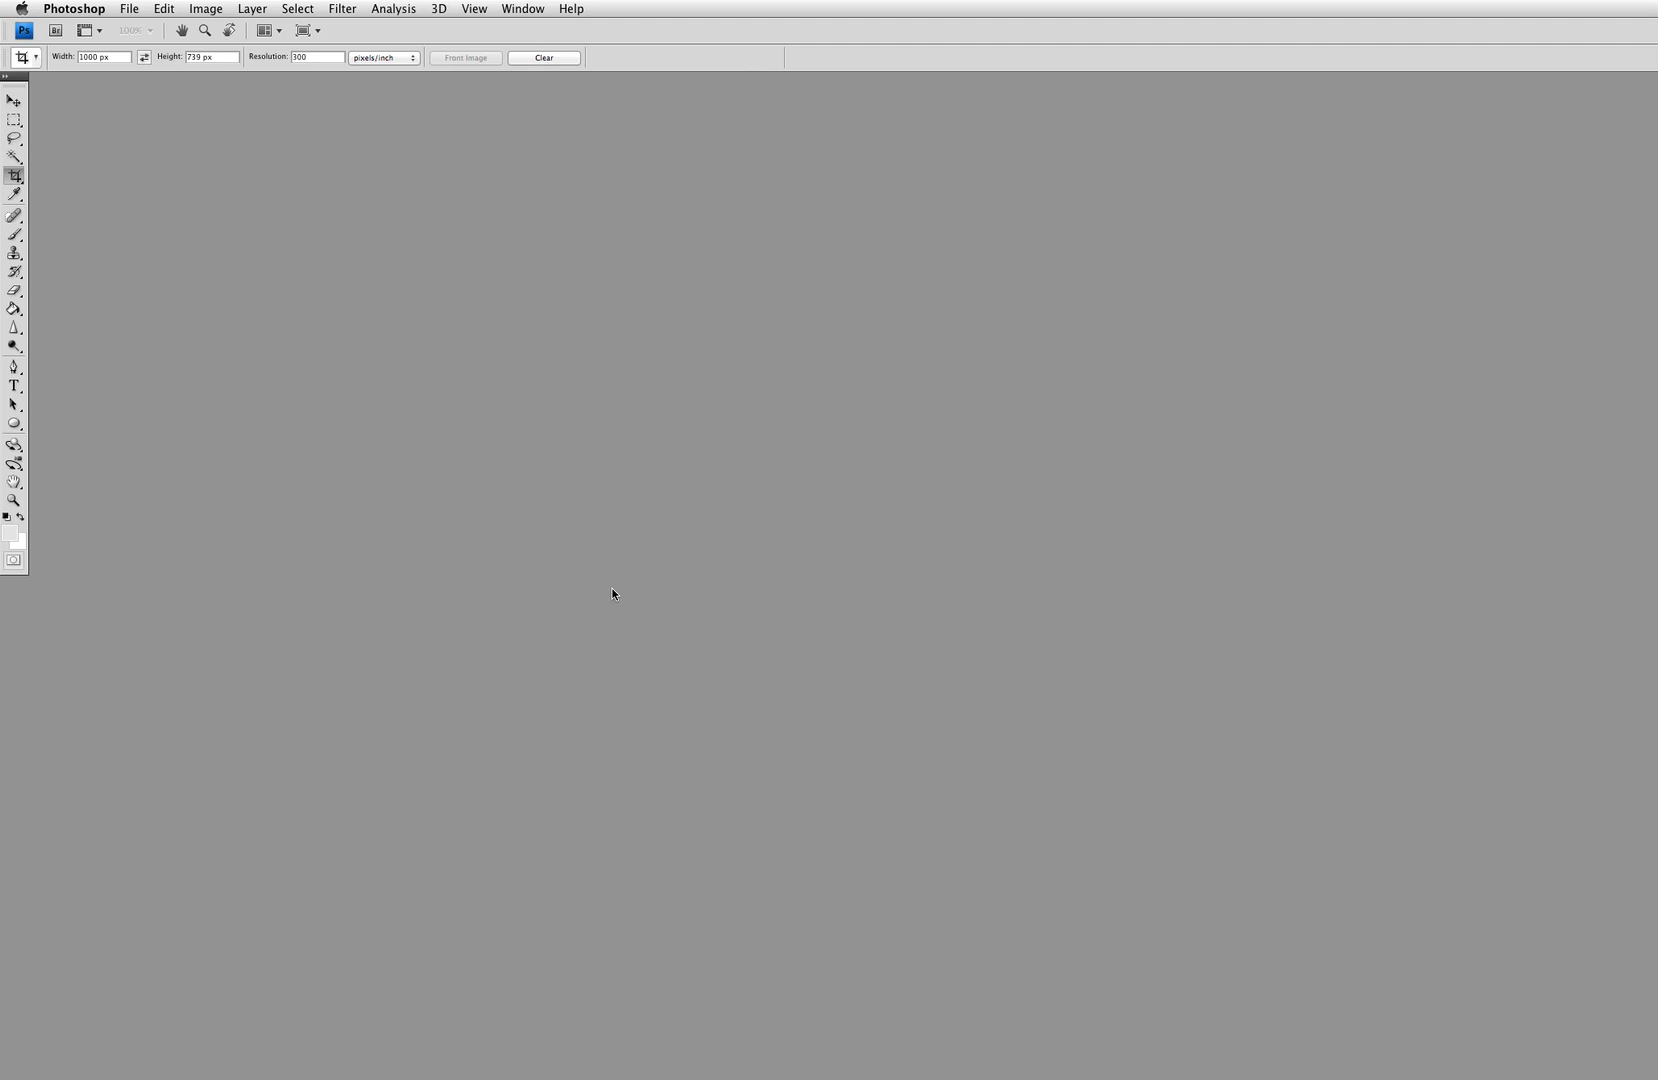 Photoshop File Edit Image Layer Select Filter Analysis 3D View Window Help
Ps Br 100%
Width: 1000 px Height: 739 px Resolution: 300 pixels/inch Front Image Clear
T